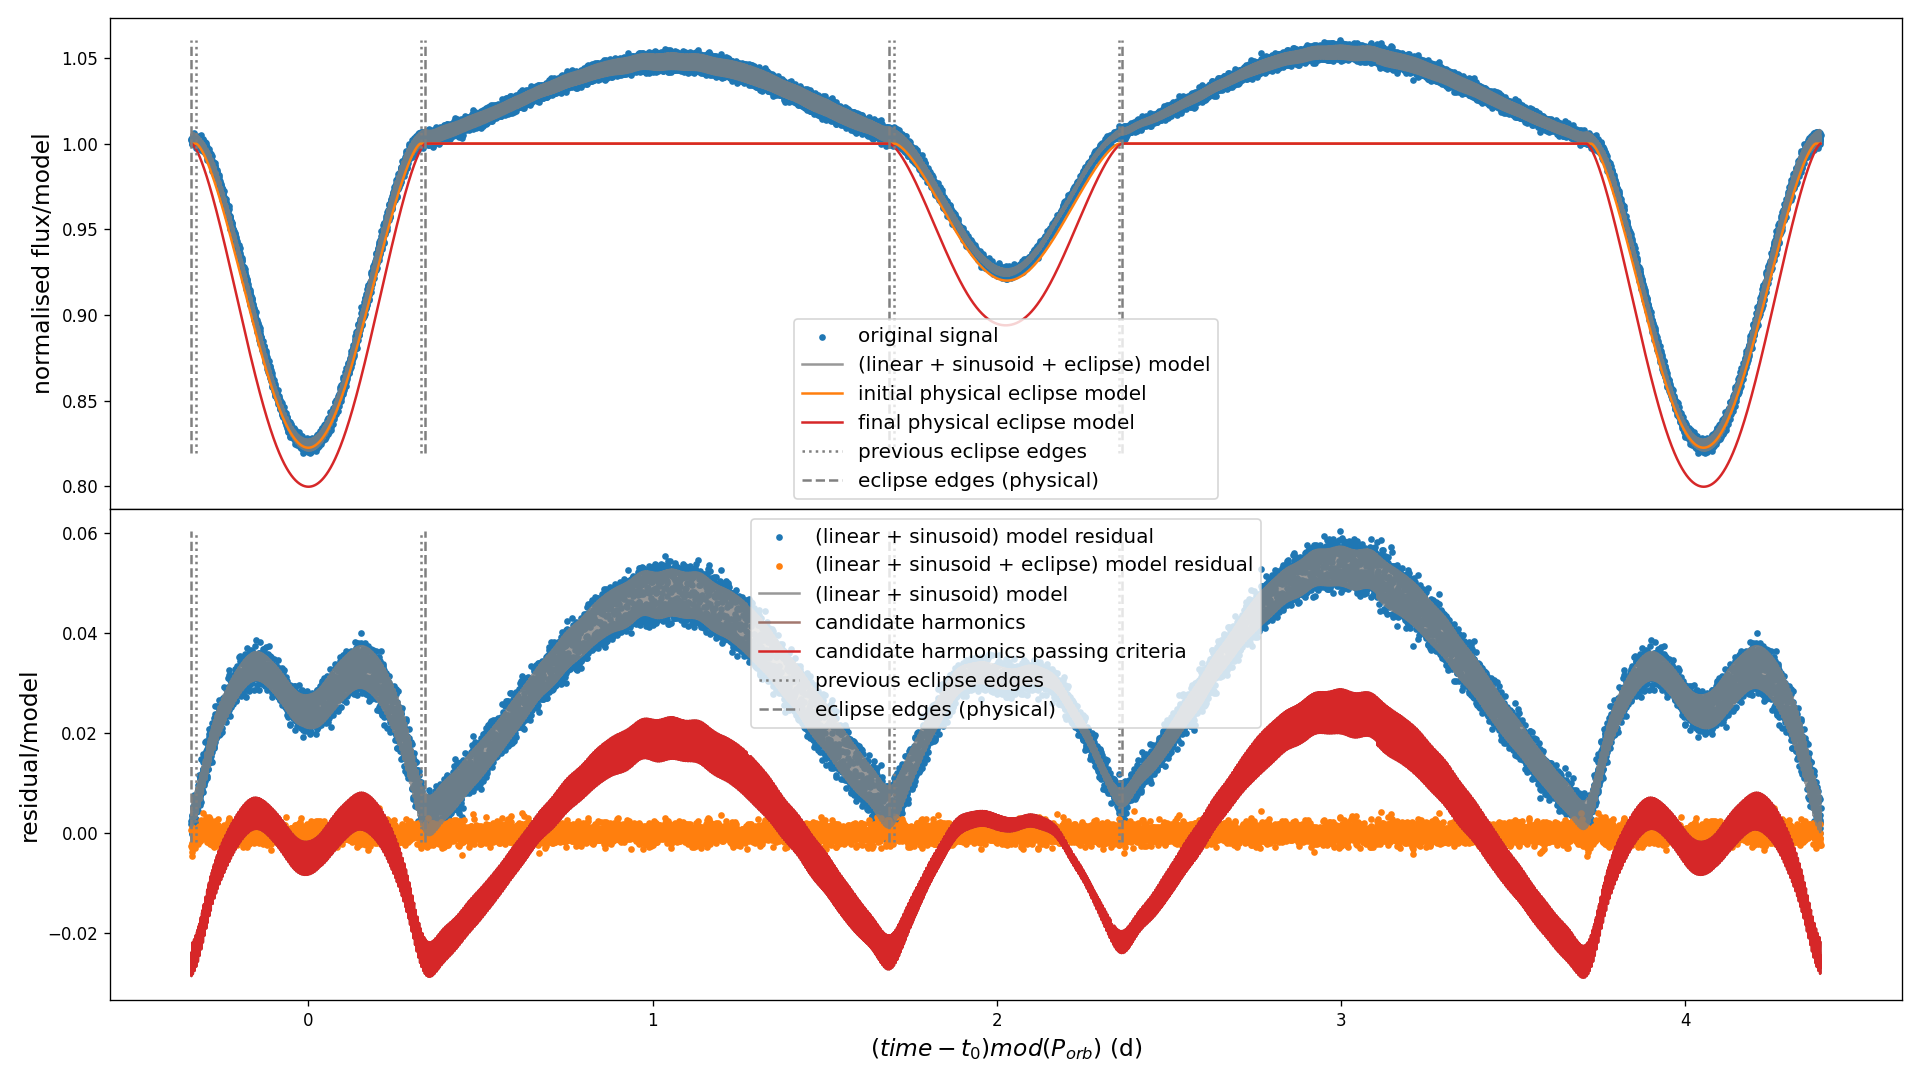 normalised flux/model
1.05
1.00
0.95
0.90
0.85
0.80
original signal
(linear + sinusoid + eclipse) model
initial physical eclipse model
final physical eclipse model
previous eclipse edges
eclipse edges (physical)
residual/model
0.06
0.04
0.02
0.00
−0.02
(linear + sinusoid) model residual
(linear + sinusoid + eclipse) model residual
(linear + sinusoid) model
candidate harmonics
candidate harmonics passing criteria
previous eclipse edges
eclipse edges (physical)
0 1 2 3 4
(time − t₀)mod(Pₒᵣb) (d)